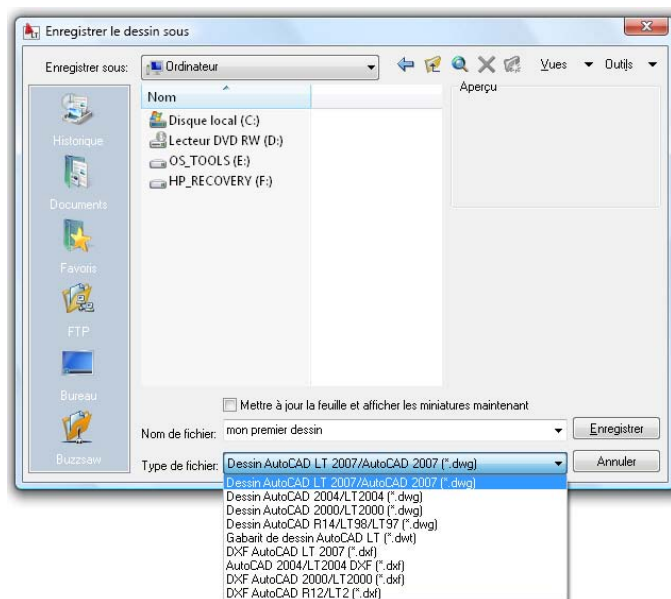 Enregistrer le dessin sous
Enregistrer sous: Ordinateur Vues Outils
Nom
Aperçu
Disque local (C:)
Lecteur DVD RW (D:)
OS_TOOLS (E:)
HP_RECOVERY (F:)
Historique
Documents
Favoris
FTP
Bureau
Buzzsaw
Mettre à jour la feuille et afficher les miniatures maintenant
Nom de fichier: mon premier dessin Enregistrer
Type de fichier: Dessin AutoCAD LT 2007/AutoCAD 2007 (*.dwg) Annuler
Dessin AutoCAD LT 2007/AutoCAD 2007 (*.dwg)
Dessin AutoCAD 2004/LT2004 (*.dwg)
Dessin AutoCAD 2000/LT2000 (*.dwg)
Dessin AutoCAD R14/LT98/LT97 (*.dwg)
Gabarit de dessin AutoCAD LT (*.dwt)
DXF AutoCAD LT 2007 (*.dxf)
AutoCAD 2004/LT2004 DXF (*.dxf)
DXF AutoCAD 2000/LT2000 (*.dxf)
DXF AutoCAD R12/LT2 (*.dxf)